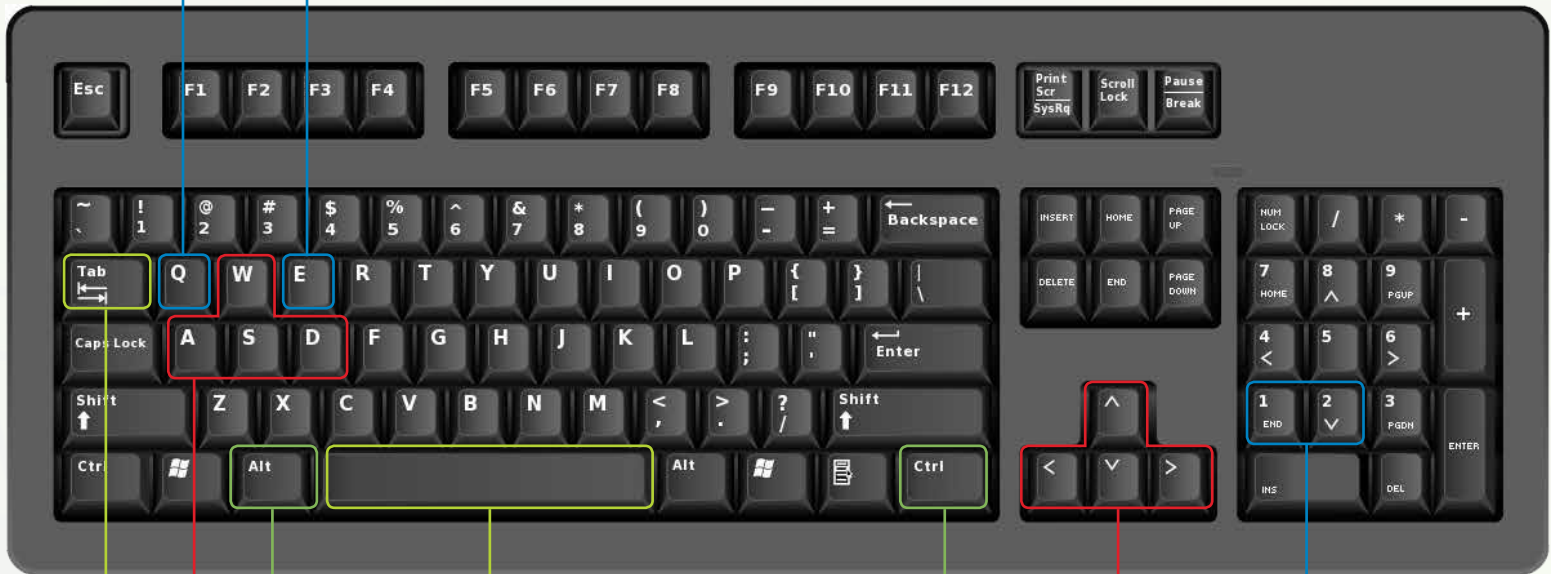 Esc F1 F2 F3 F4 F5 F6 F7 F8 F9 F10 F11 F12 Print Scr SysRq Scroll Lock Pause Break
~ ` ! 1 @ 2 # 3 $ 4 % 5 ^ 6 & 7 * 8 ( 9 ) 0 — - + = Backspace INSERT HOME PAGE UP NUM LOCK / * -
Tab Q W E R T Y U I O P { [ } ] | \ DELETE END PAGE DOWN 7 HOME 8 9 PGUP +
Caps Lock A S D F G H J K L : ; " ' Enter 4 < 5 6 >
Shift Z X C V B N M < , > . ? / Shift 1 END 2 3 PGDN ENTER
Ctrl Alt Alt Ctrl < > INS DEL